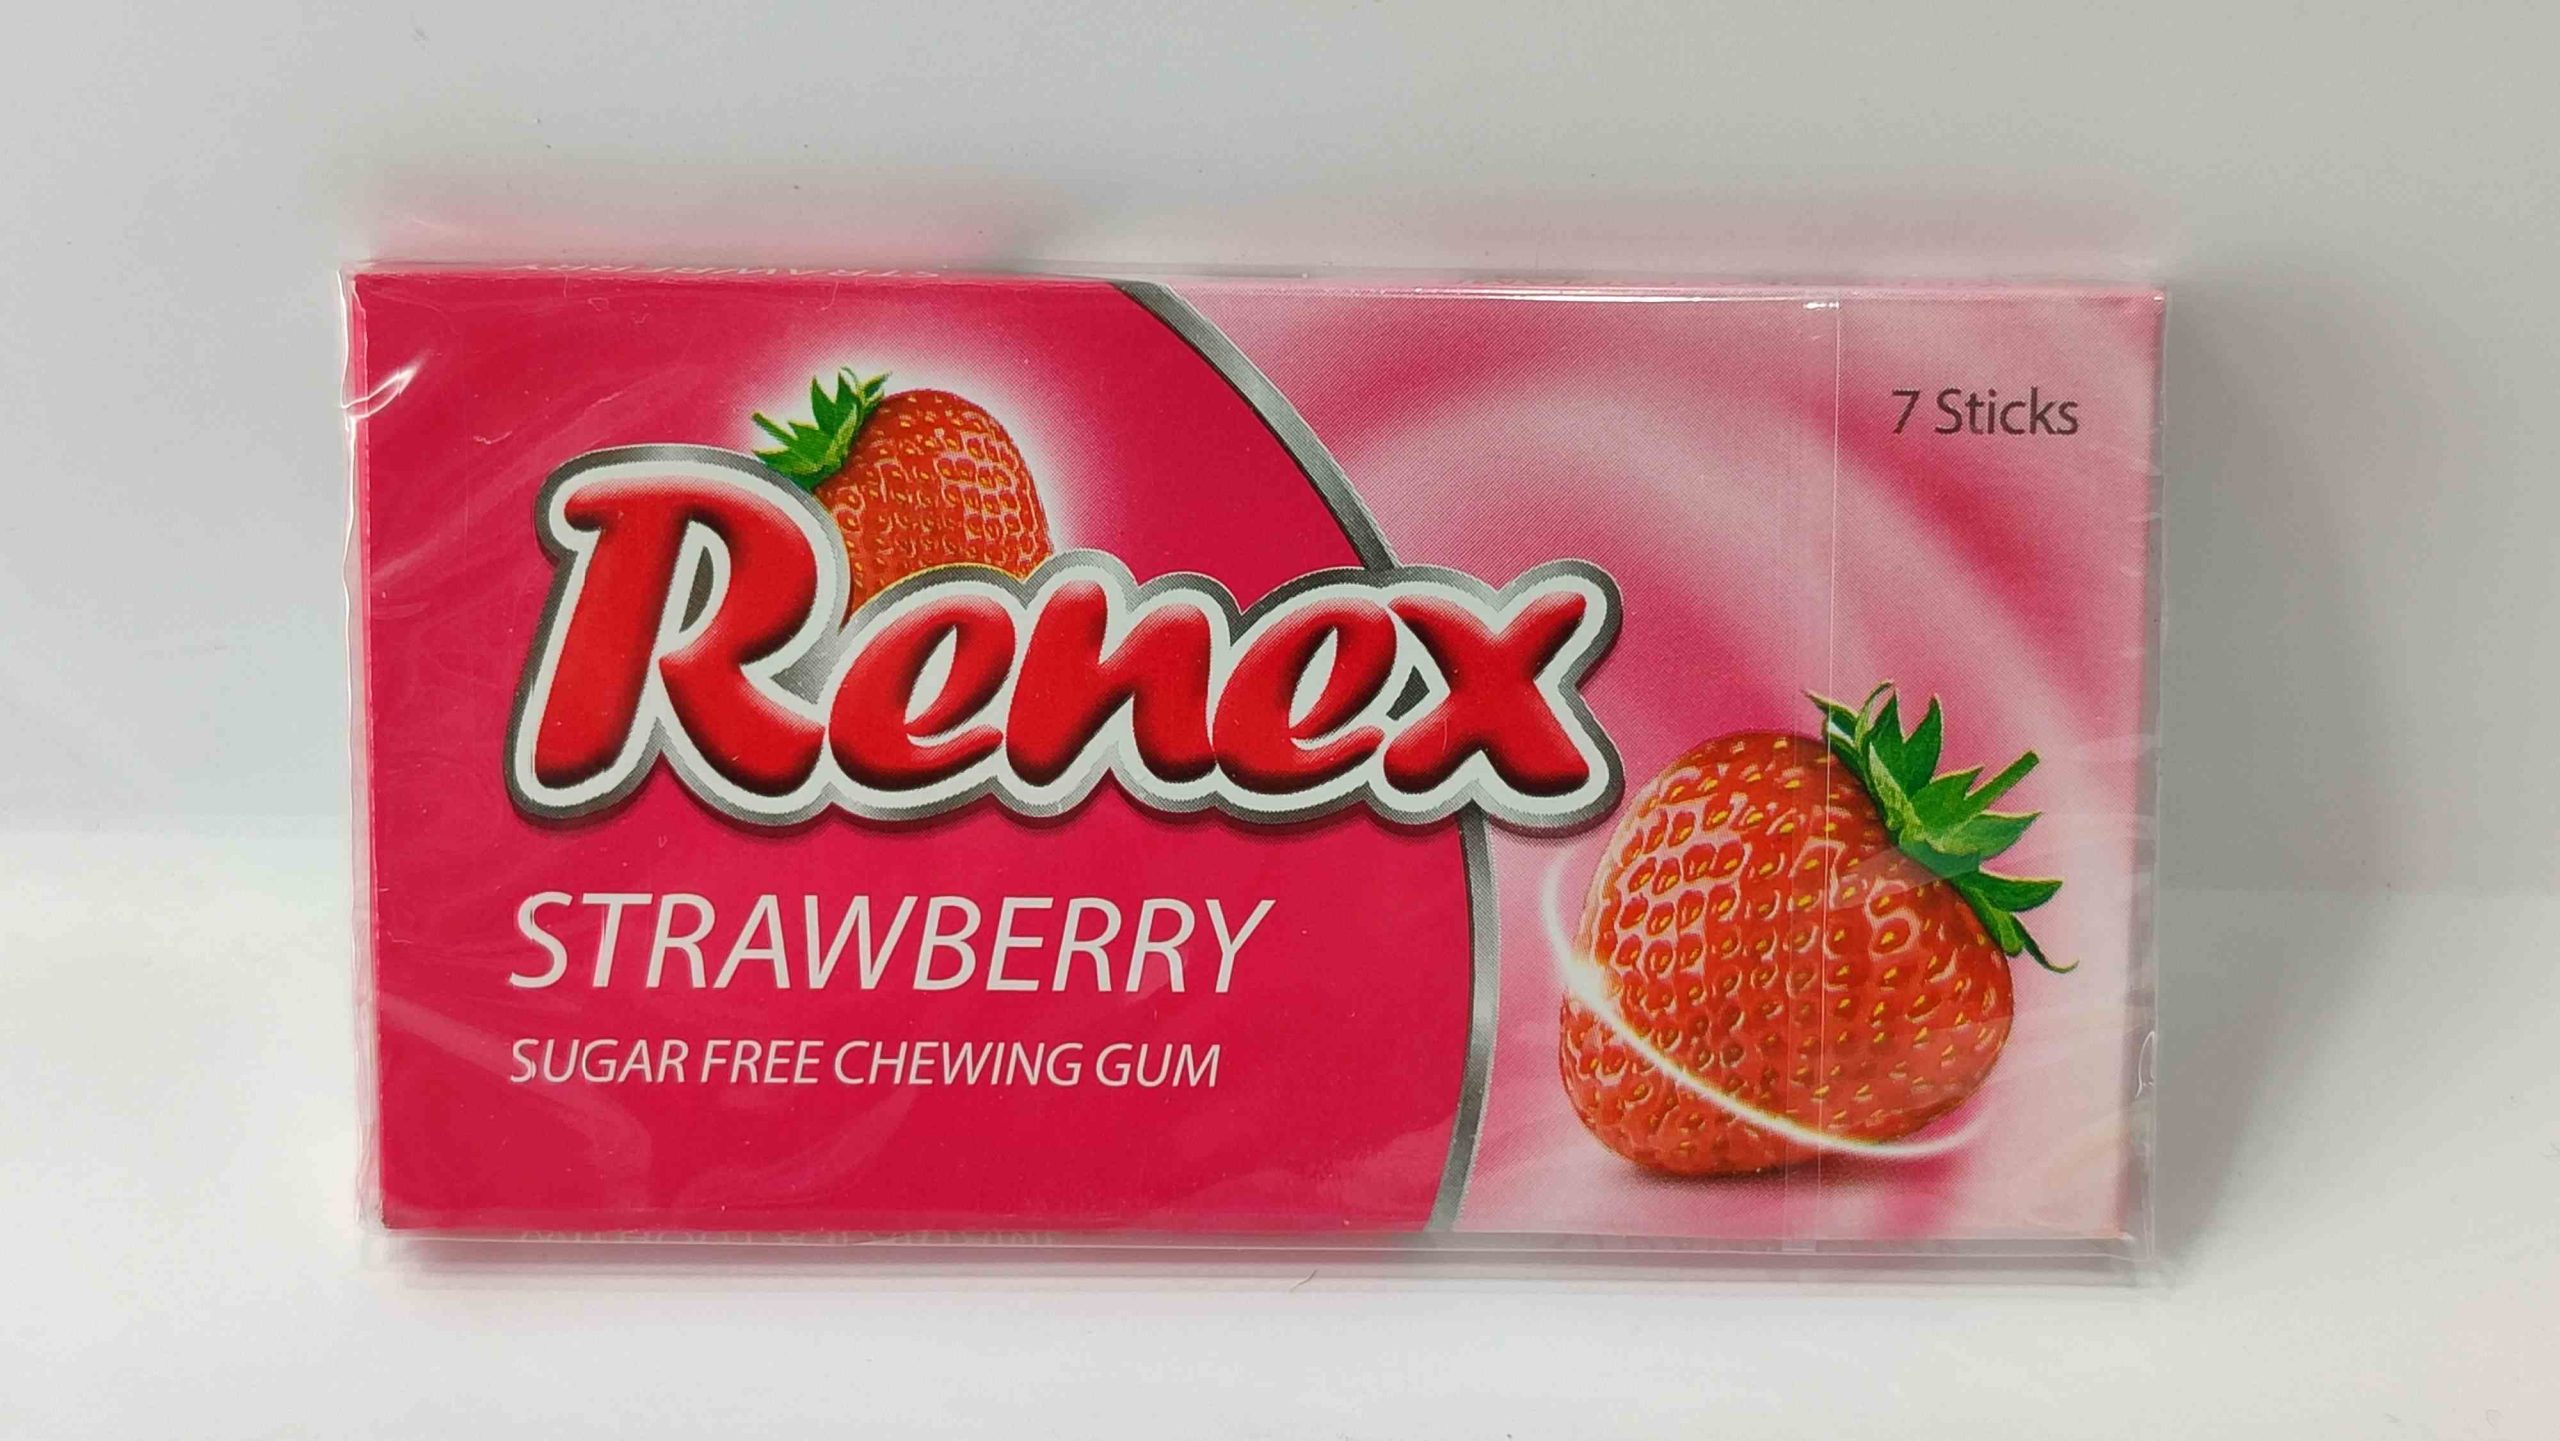 7 Sticks
Renex
STRAWBERRY
SUGAR FREE CHEWING GUM